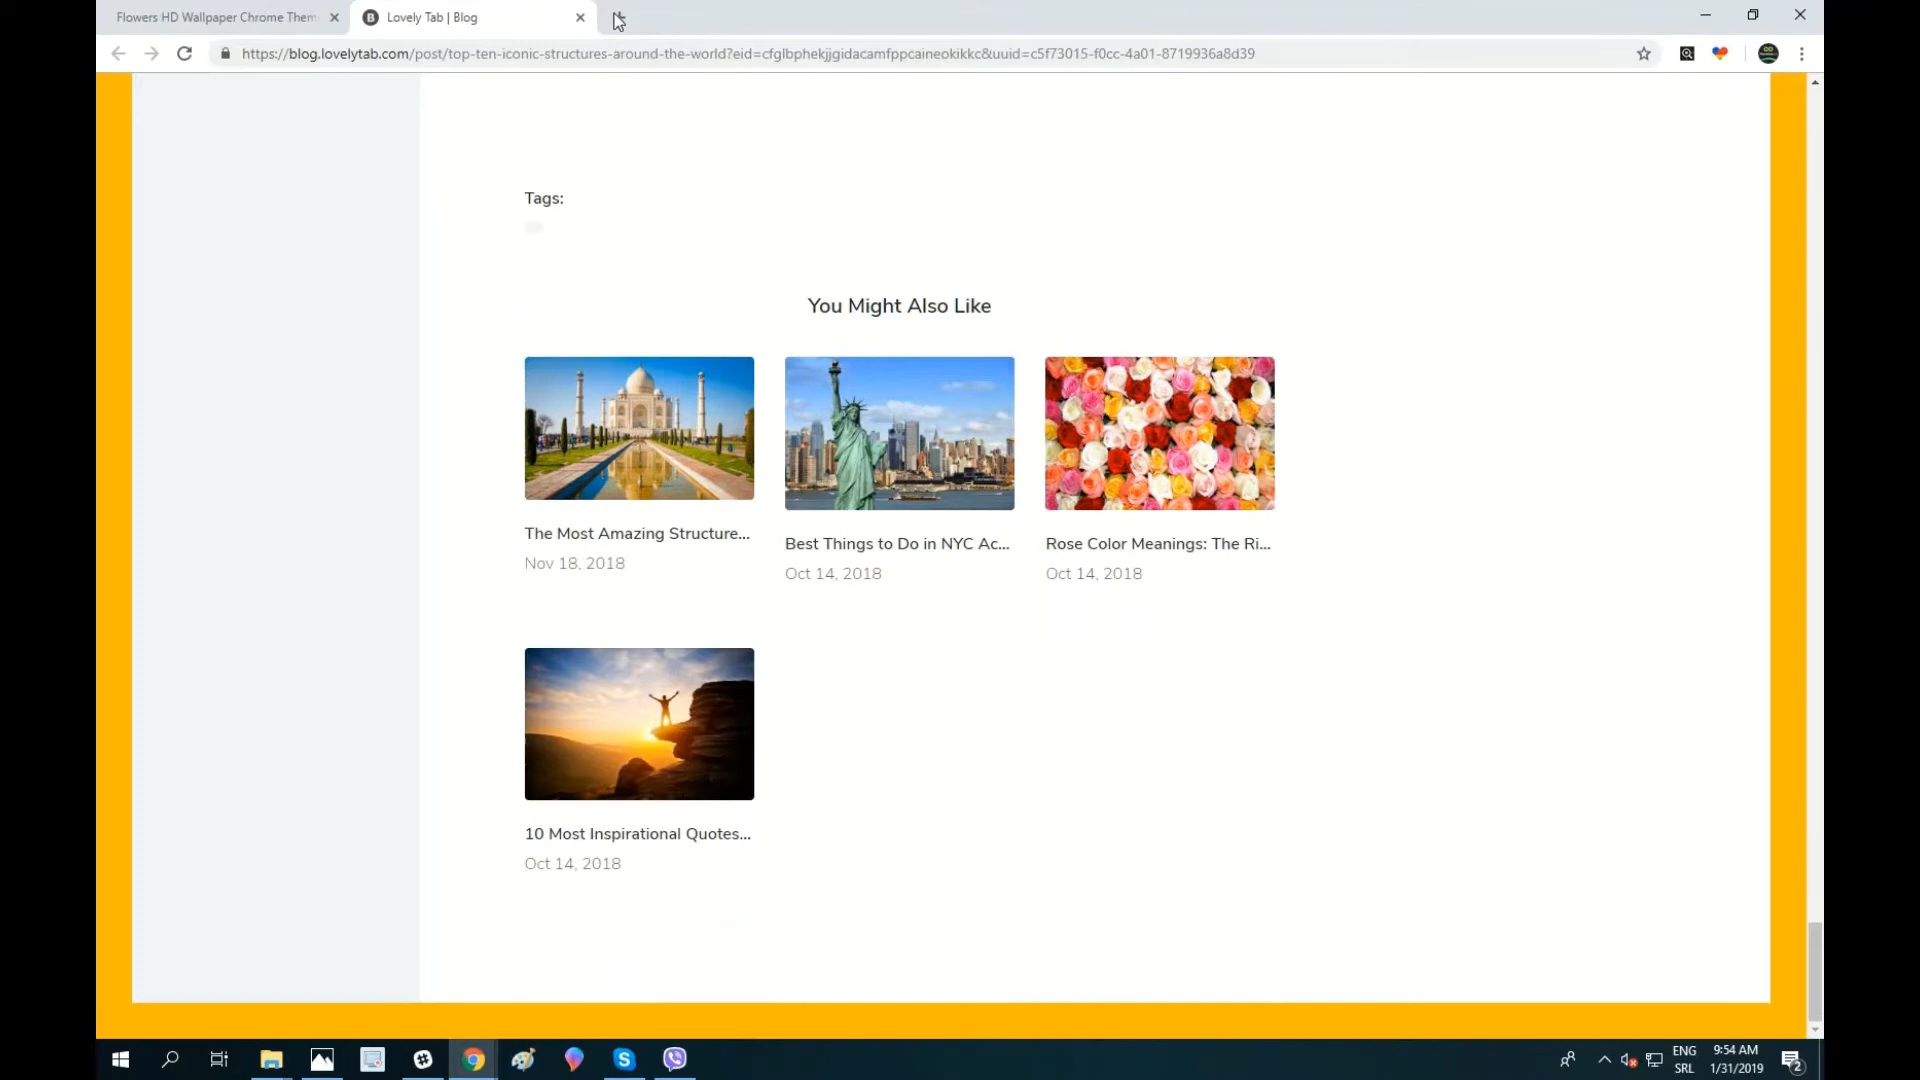 Flowers HD Wallpaper Chrome Them
Lovely Tab | Blog
https://blog.lovelytab.com/post/top-ten-iconic-structures-around-the-world?eid=cfglbphekjjgidacamfppcaineokikkc&uuid=c5f73015-f0cc-4a01-8719936a8d39
Tags:
You Might Also Like
The Most Amazing Structure...
Nov 18, 2018
Best Things to Do in NYC Ac...
Oct 14, 2018
Rose Color Meanings: The Ri...
Oct 14, 2018
10 Most Inspirational Quotes...
Oct 14, 2018
ENG
SRL
9:54 AM
1/31/2019
2